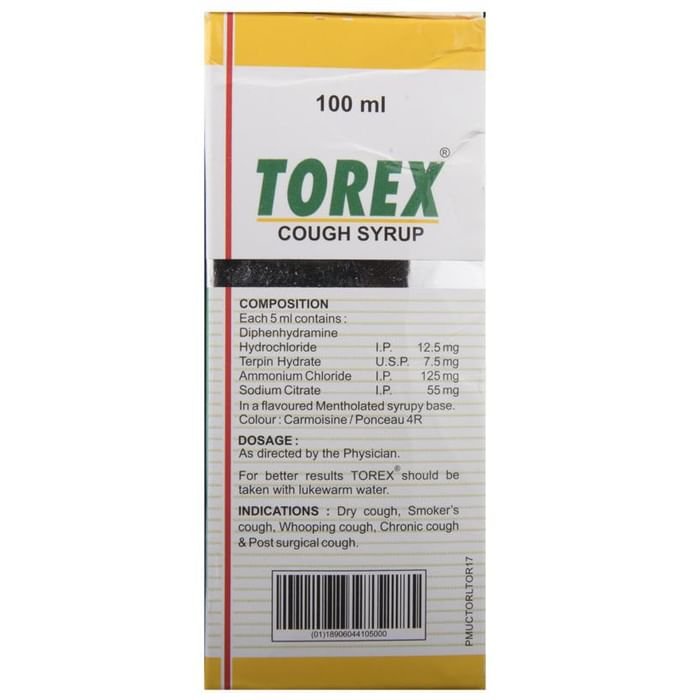 100 ml
TOREX®
COUGH SYRUP
COMPOSITION
Each 5 ml contains :
Diphenhydramine
Hydrochloride I.P. 12.5 mg
Terpin Hydrate U.S.P. 7.5 mg
Ammonium Chloride I.P. 125 mg
Sodium Citrate I.P. 55 mg
In a flavoured Mentholated syrupy base.
Colour : Carmoisine / Ponceau 4R
DOSAGE :
As directed by the Physician.
For better results TOREX® should be
taken with lukewarm water.
INDICATIONS : Dry cough, Smoker's
cough, Whooping cough, Chronic cough
& Post surgical cough.
(01)18906044105000
PMUCTORLTOR17